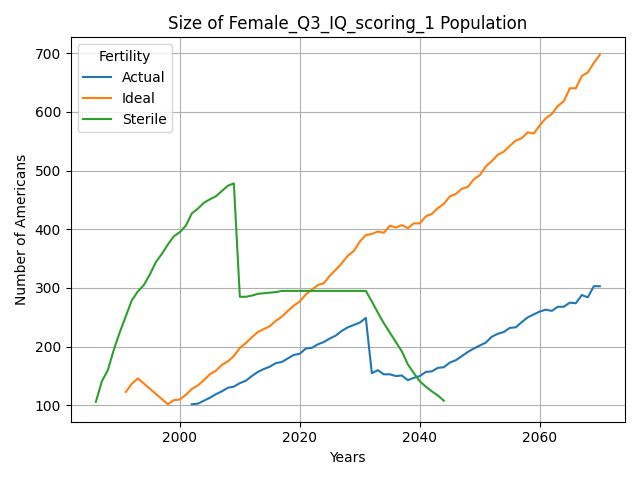 Size of Female_Q3_IQ_scoring_1 Population
Fertility
Actual
Ideal
Sterile
Number of Americans
700
600
500
400
300
200
100
2000
2020
2040
2060
Years